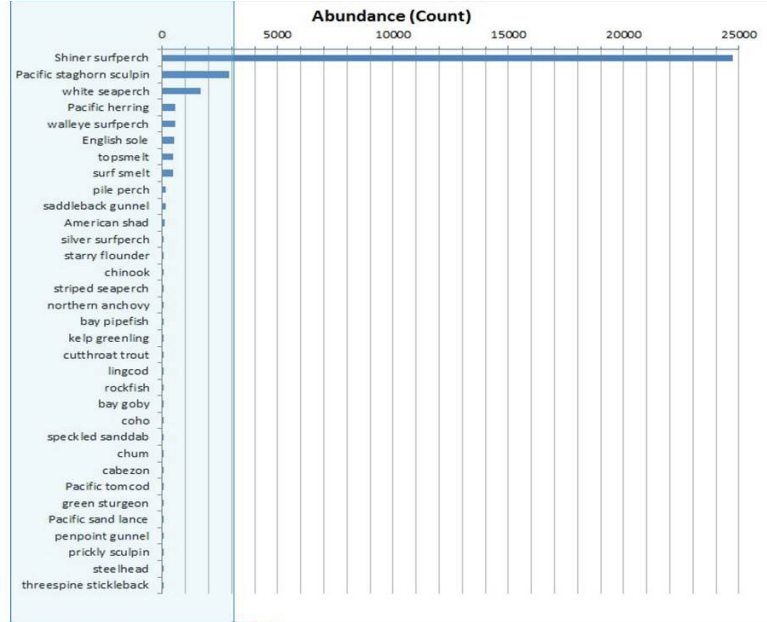 Abundance (Count)
0 5000 10000 15000 20000 25000
Shiner surfperch
Pacific staghorn sculpin
white seaperch
Pacific herring
walleye surfperch
English sole
topsmelt
surf smelt
pile perch
saddleback gunnel
American shad
silver surfperch
starry flounder
chinook
striped seaperch
northern anchovy
bay pipefish
kelp greenling
cutthroat trout
lingcod
rockfish
bay goby
coho
speckled sanddab
chum
cabezon
Pacific tomcod
green sturgeon
Pacific sand lance
penpoint gunnel
prickly sculpin
steelhead
threespine stickleback